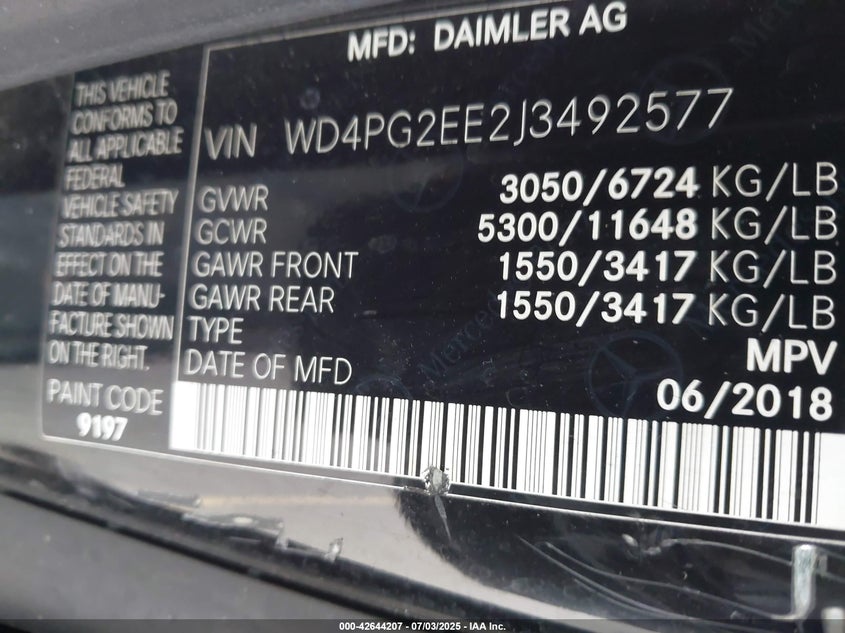 MFD: DAIMLER AG
THIS VEHICLE
CONFORMS TO
ALL APPLICABLE
FEDERAL
VEHICLE SAFETY
STANDARDS IN
EFFECT ON THE
DATE OF MANU-
FACTURE SHOWN
ON THE RIGHT.
PAINT CODE
9197
VIN WD4PG2EE2J3492577
GVWR 3050/6724 KG/LB
GCWR 5300/11648 KG/LB
GAWR FRONT 1550/3417 KG/LB
GAWR REAR 1550/3417 KG/LB
TYPE MPV
DATE OF MFD 06/2018
000-42644207 - 07/03/2025 - IAA Inc.